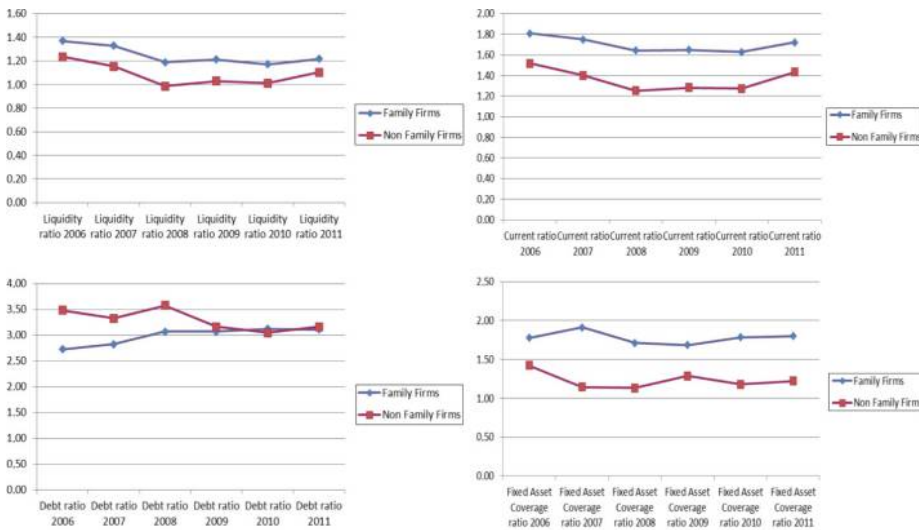 1.60
1.40
1.20
1.00
0.80
0.60
0.40
0.20
0.00
Liquidity Liquidity Liquidity Liquidity Liquidity Liquidity
ratio 2006 ratio 2007 ratio 2008 ratio 2009 ratio 2010 ratio 2011
Family Firms
Non Family Firms
2.00
1.80
1.60
1.40
1.20
1.00
0.80
0.60
0.40
0.20
0.00
Current ratio Current ratio Current ratio Current ratio Current ratio Current ratio
2006 2007 2008 2009 2010 2011
Family Firms
Non Family Firms
4.00
3.50
3.00
2.50
2.00
1.50
1.00
0.50
0.00
Debt ratio Debt ratio Debt ratio Debt ratio Debt ratio Debt ratio
2006 2007 2008 2009 2010 2011
Family Firms
Non Family Firms
2.50
2.00
1.50
1.00
0.50
0.00
Fixed Asset Fixed Asset Fixed Asset Fixed Asset Fixed Asset Fixed Asset
Coverage Coverage Coverage Coverage Coverage Coverage
ratio 2006 ratio 2007 ratio 2008 ratio 2009 ratio 2010 ratio 2011
Family Firms
Non Family Firms